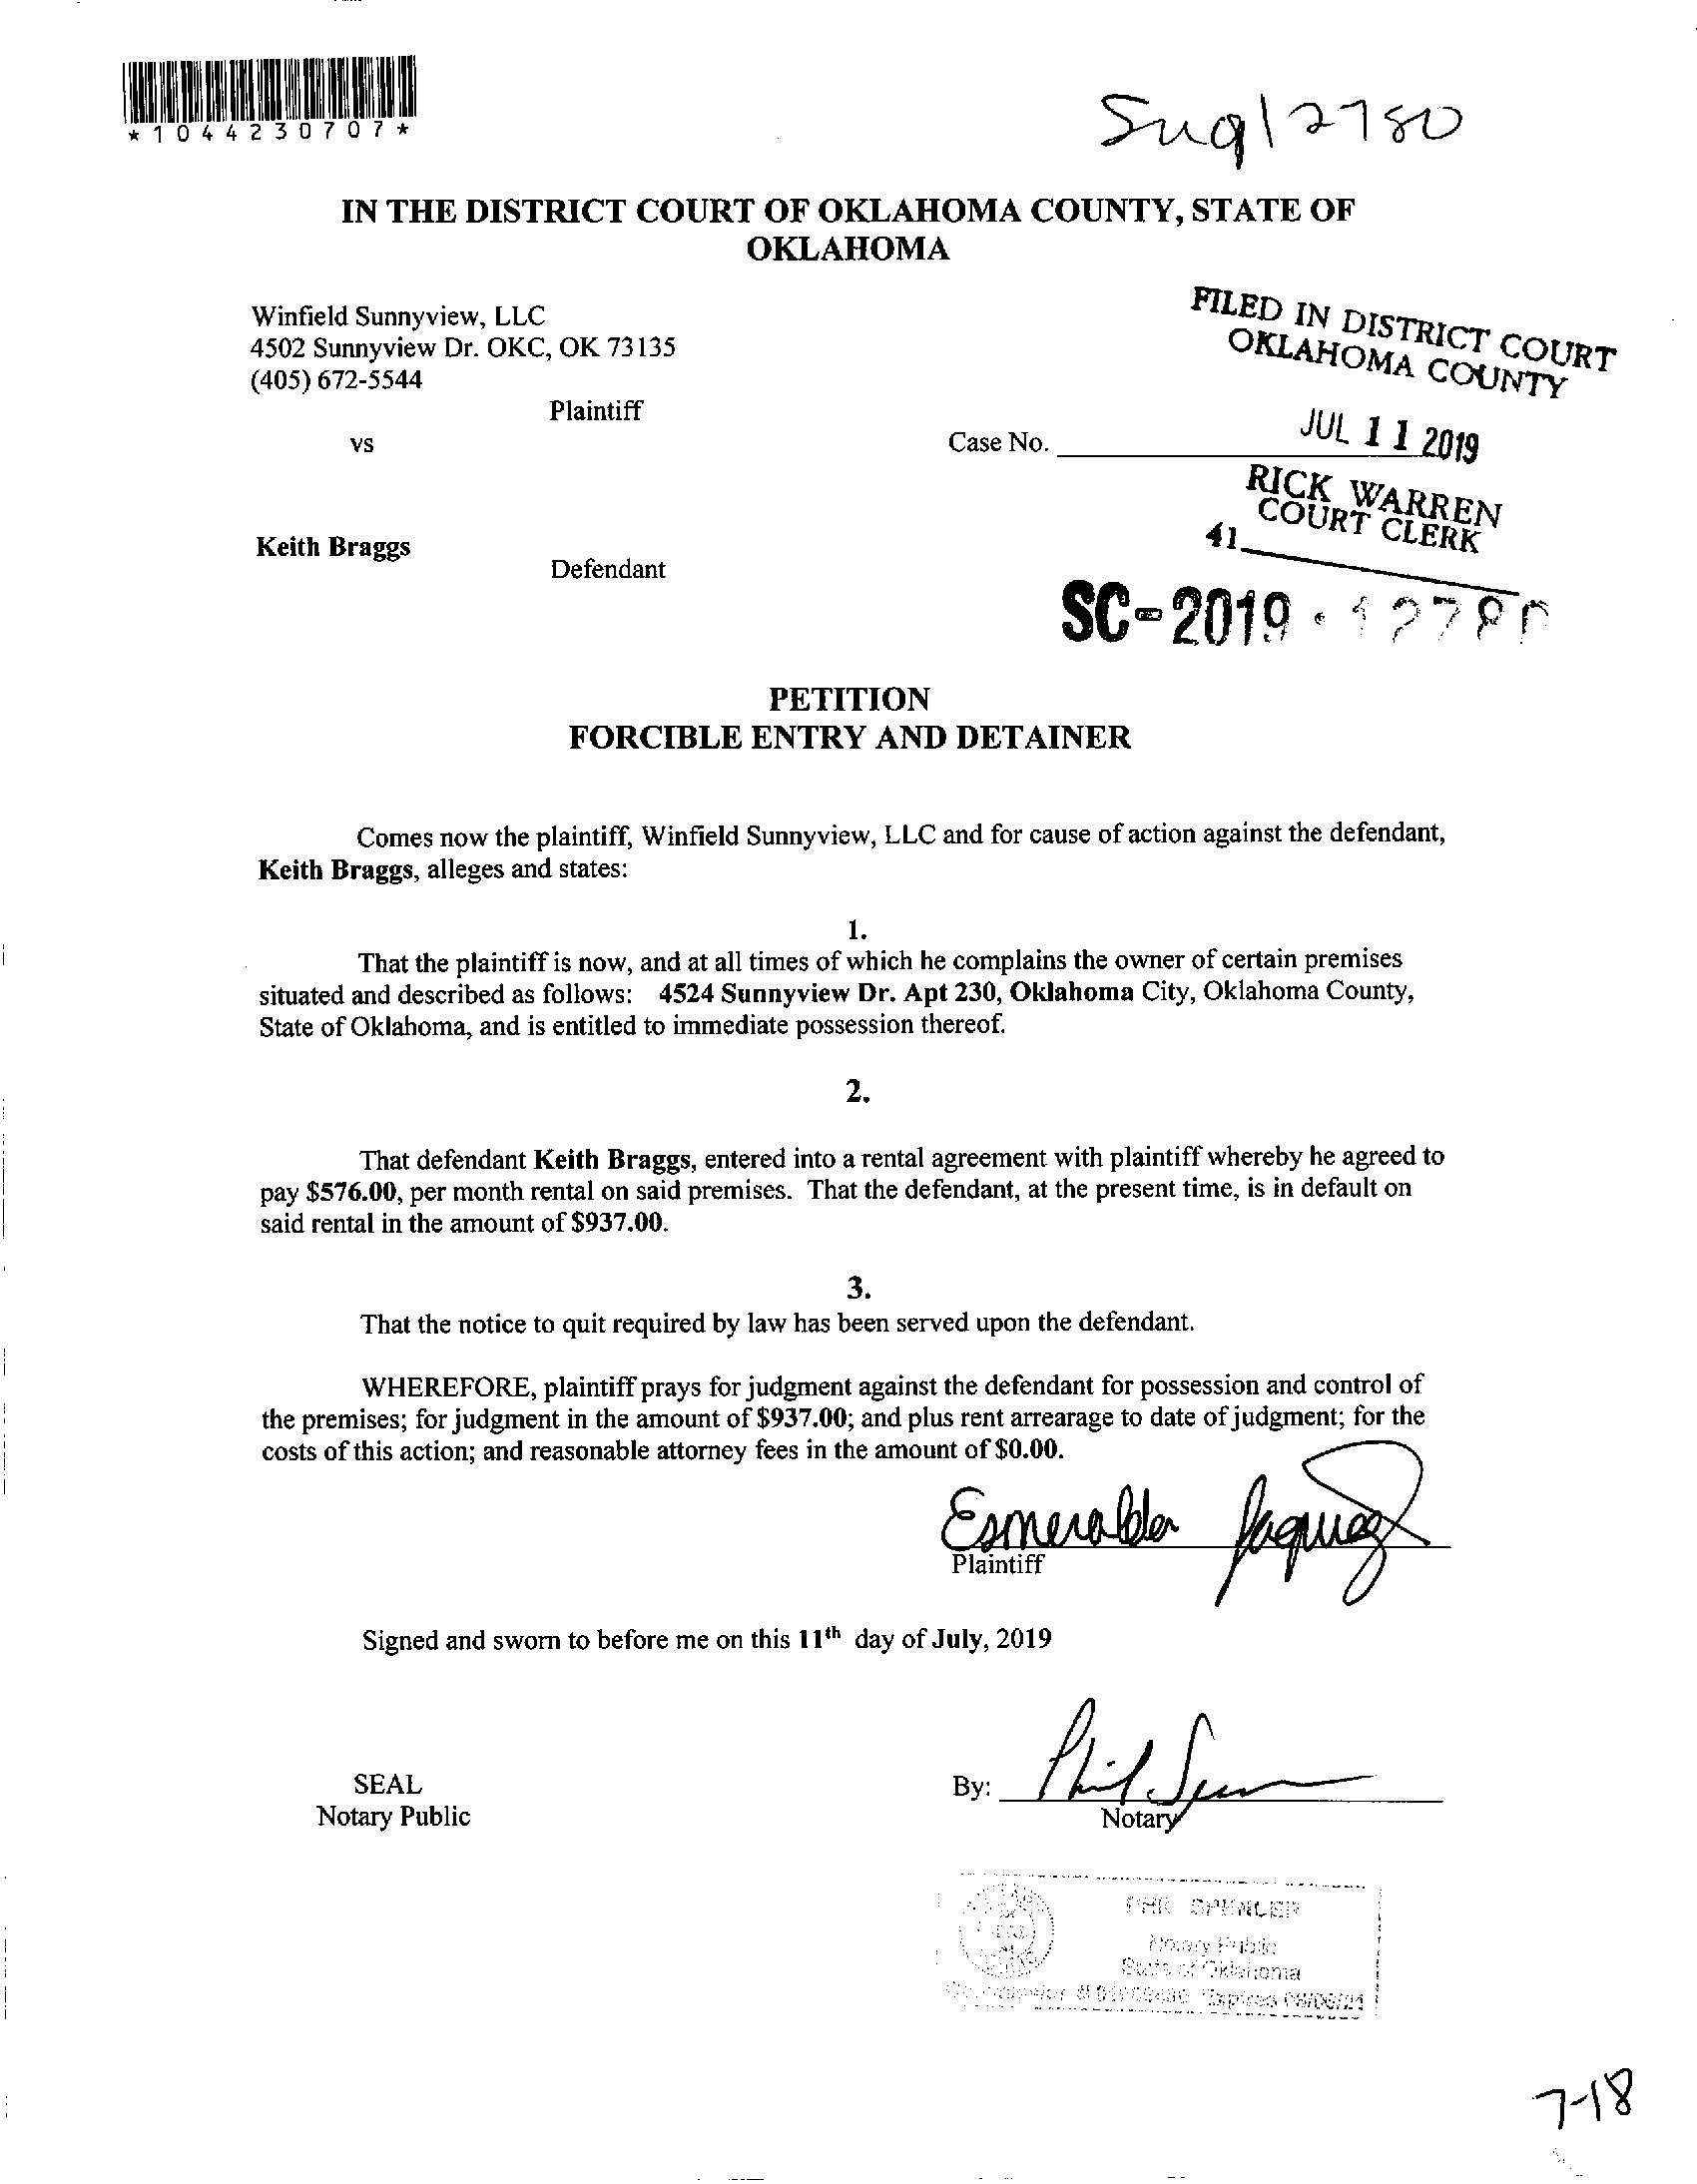 *1044230707*
IN THE DISTRICT COURT OF OKLAHOMA COUNTY, STATE OF
OKLAHOMA
Winfield Sunnyview, LLC
4502 Sunnyview Dr. OKC, OK 73135
(405) 672-5544
Plaintiff
vs
Case No.
FILED IN DISTRICT COURT
OKLAHOMA COUNTY
JUL 11 2019
RICK WARREN
COURT CLERK
41
Keith Braggs
Defendant
SC-2019
PETITION
FORCIBLE ENTRY AND DETAINER
Comes now the plaintiff, Winfield Sunnyview, LLC and for cause of action against the defendant,
Keith Braggs, alleges and states:
1.
That the plaintiff is now, and at all times of which he complains the owner of certain premises
situated and described as follows: 4524 Sunnyview Dr. Apt 230, Oklahoma City, Oklahoma County,
State of Oklahoma, and is entitled to immediate possession thereof.
2.
That defendant Keith Braggs, entered into a rental agreement with plaintiff whereby he agreed to
pay $576.00, per month rental on said premises. That the defendant, at the present time, is in default on
said rental in the amount of $937.00.
3.
That the notice to quit required by law has been served upon the defendant.
WHEREFORE, plaintiff prays for judgment against the defendant for possession and control of
the premises; for judgment in the amount of $937.00; and plus rent arrearage to date of judgment; for the
costs of this action; and reasonable attorney fees in the amount of $0.00.
Plaintiff
Signed and sworn to before me on this 11th day of July, 2019
SEAL
Notary Public
By:
Notary
Notary Public
State of Oklahoma
7-18